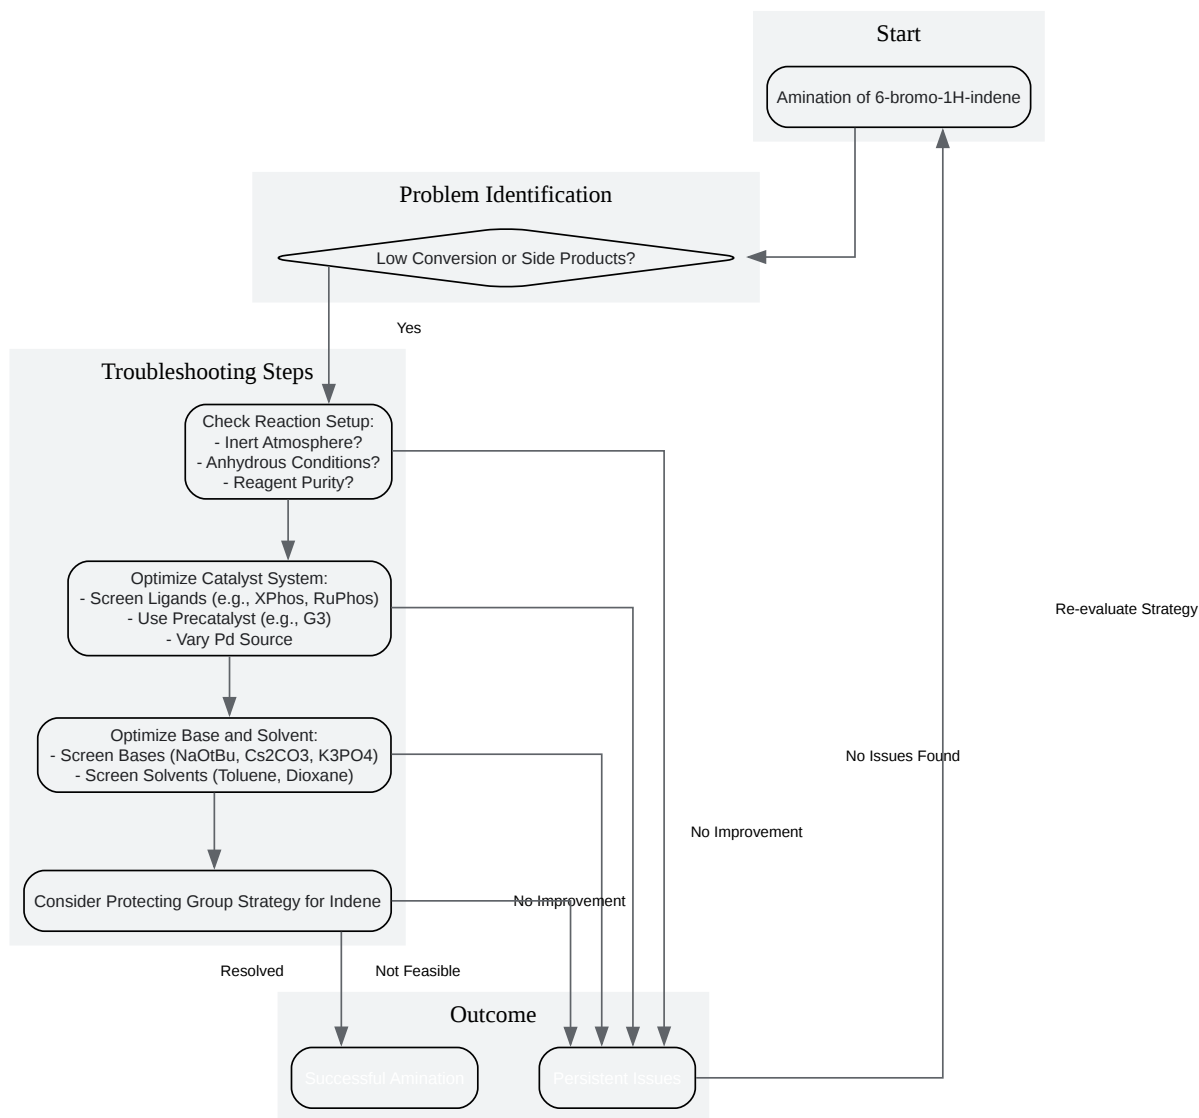 Start
Amination of 6-bromo-1H-indene
Problem Identification
Low Conversion or Side Products?
Yes
Troubleshooting Steps
Check Reaction Setup:
- Inert Atmosphere?
- Anhydrous Conditions?
- Reagent Purity?
Optimize Catalyst System:
- Screen Ligands (e.g., XPhos, RuPhos)
- Use Precatalyst (e.g., G3)
- Vary Pd Source
Re-evaluate Strategy
Optimize Base and Solvent:
- Screen Bases (NaOtBu, Cs2CO3, K3PO4)
- Screen Solvents (Toluene, Dioxane)
No Issues Found
No Improvement
Consider Protecting Group Strategy for Indene
No Improvement
Resolved
Not Feasible
Outcome
Successful Amination
Persistent Issues